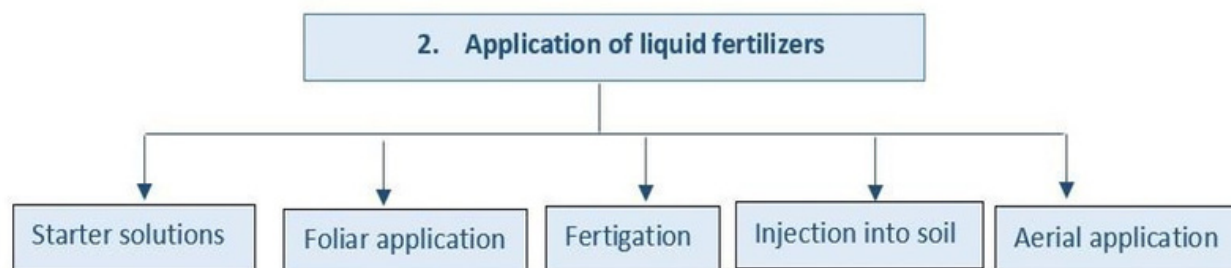 2. Application of liquid fertilizers
Starter solutions
Foliar application
Fertigation
Injection into soil
Aerial application